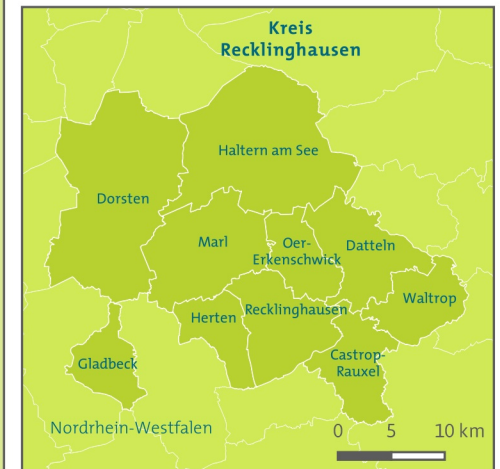 Kreis
Recklinghausen
Haltern am See
Dorsten
Marl
Oer-
Erkenschwick
Datteln
Waltrop
Herten
Recklinghausen
Castrop-
Rauxel
Gladbeck
Nordrhein-Westfalen
0 5 10 km